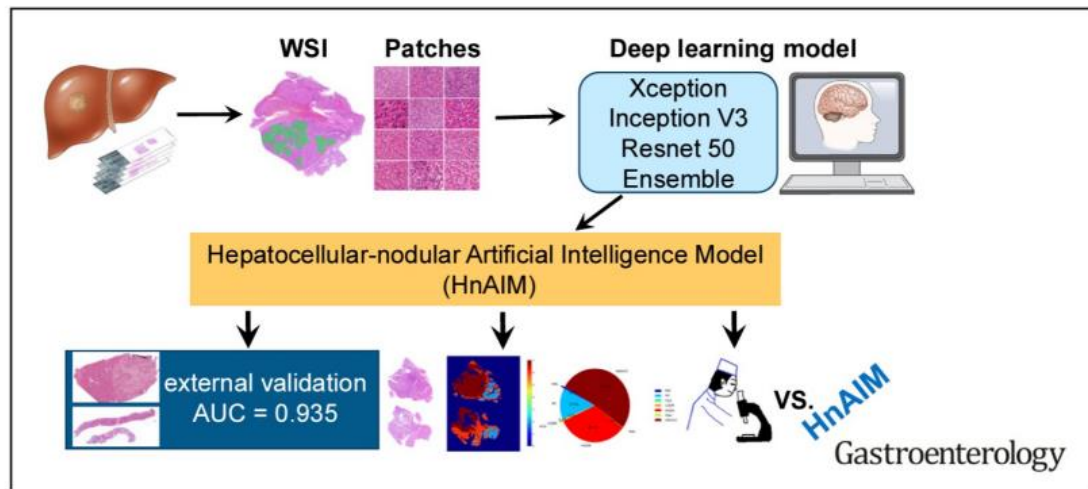 WSI
Patches
Deep learning model
Xception
Inception V3
Resnet 50
Ensemble
Hepatocellular-nodular Artificial Intelligence Model
(HnAIM)
external validation
AUC = 0.935
VS.
HnAIM
Gastroenterology